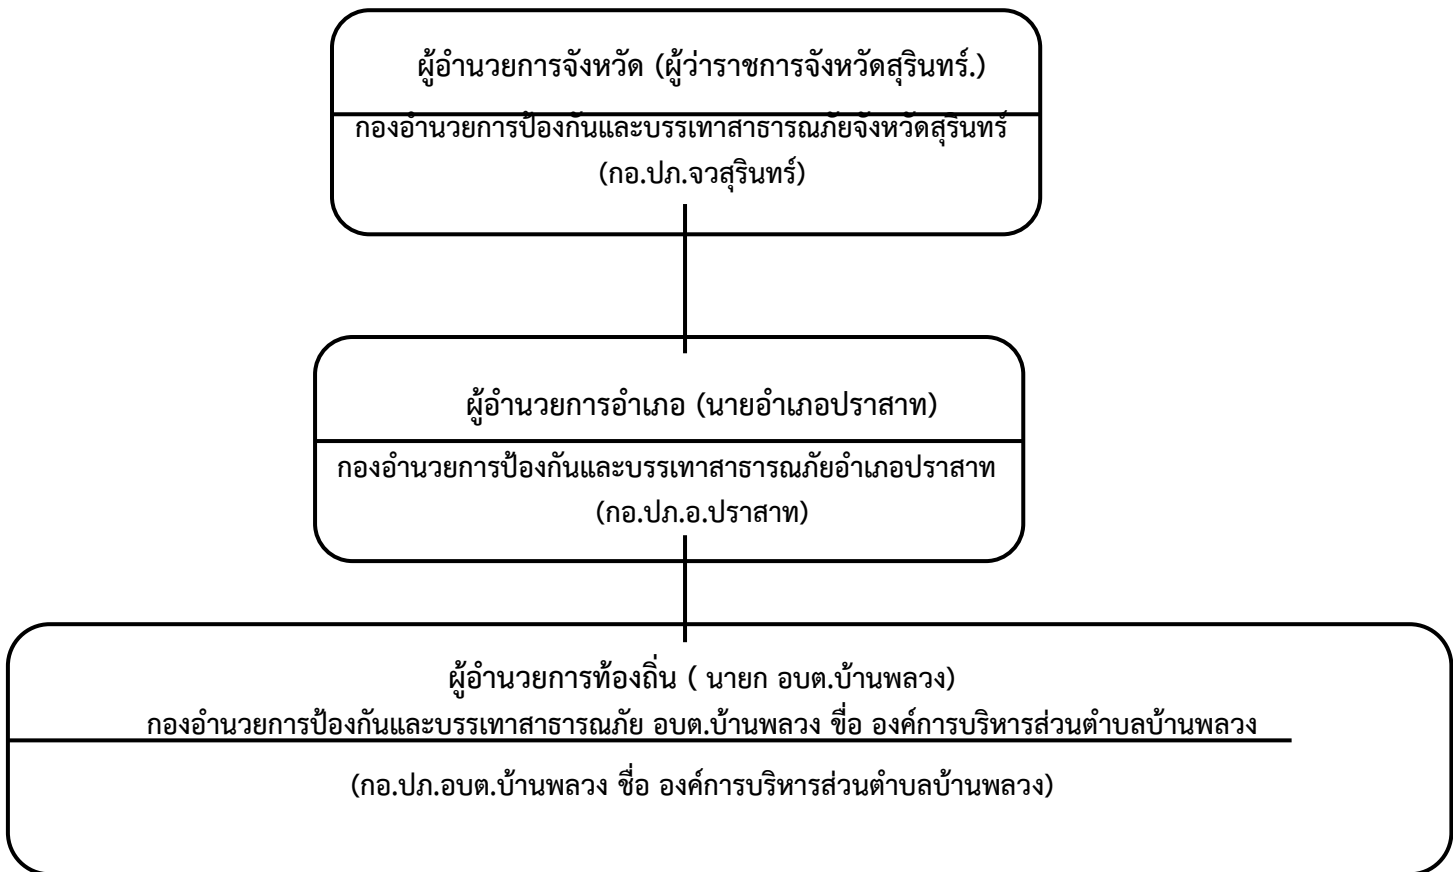 ผู้อำนวยการจังหวัด (ผู้ว่าราชการจังหวัดสุรินทร์.)
กองอำนวยการป้องกันและบรรเทาสาธารณภัยจังหวัดสุรินทร์
(กอ.ปภ.จวสุรินทร์)
ผู้อำนวยการอำเภอ (นายอำเภอปราสาท)
กองอำนวยการป้องกันและบรรเทาสาธารณภัยอำเภอปราสาท
(กอ.ปภ.อ.ปราสาท)
ผู้อำนวยการท้องถิ่น ( นายก อบต.บ้านพลวง)
กองอำนวยการป้องกันและบรรเทาสาธารณภัย อบต.บ้านพลวง ขื่อ องค์การบริหารส่วนตำบลบ้านพลวง
(กอ.ปภ.อบต.บ้านพลวง ชื่อ องค์การบริหารส่วนตำบลบ้านพลวง)